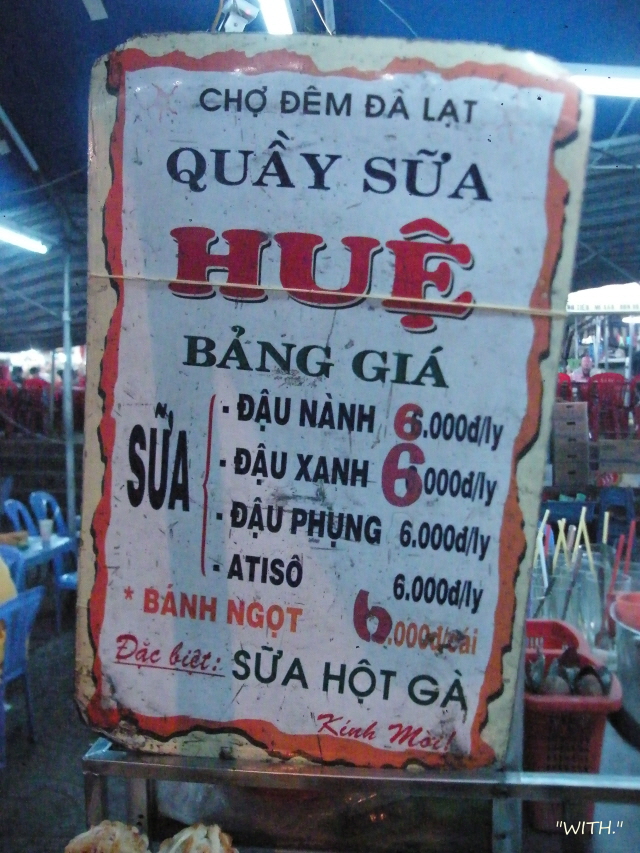 CHỢ ĐÊM ĐÀ LẠT
QUẦY SỮA
HUỆ
BẢNG GIÁ
SỮA
- ĐẬU NÀNH 6.000đ/ly
- ĐẬU XANH 6.000đ/ly
- ĐẬU PHỤNG 6.000đ/ly
- ATISÔ 6.000đ/ly
* BÁNH NGỌT 6.000đ/cái
Đặc biệt: SỮA HỘT GÀ
Kính Mời!
"WITH."